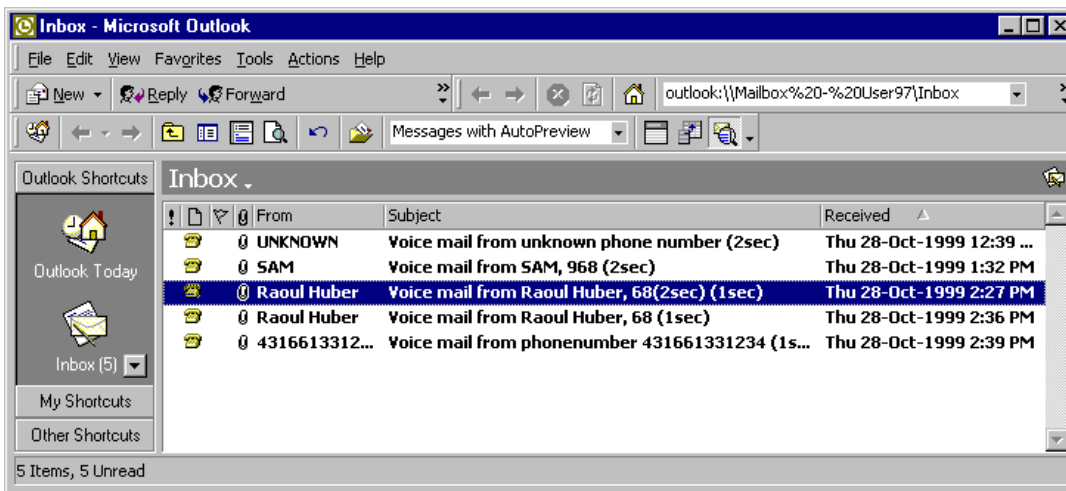 Inbox - Microsoft Outlook
File Edit View Favorites Tools Actions Help
New Reply Forward outlook:\\Mailbox%20-%20User97\Inbox
Messages with AutoPreview
Outlook Shortcuts Inbox
! From Subject Received
UNKNOWN Voice mail from unknown phone number (2sec) Thu 28-Oct-1999 12:39 ...
SAM Voice mail from SAM, 968 (2sec) Thu 28-Oct-1999 1:32 PM
Outlook Today
Raoul Huber Voice mail from Raoul Huber, 68(2sec) (1sec) Thu 28-Oct-1999 2:27 PM
Raoul Huber Voice mail from Raoul Huber, 68 (1sec) Thu 28-Oct-1999 2:36 PM
4316613312... Voice mail from phonenumber 431661331234 (1s... Thu 28-Oct-1999 2:39 PM
Inbox (5)
My Shortcuts
Other Shortcuts
5 Items, 5 Unread